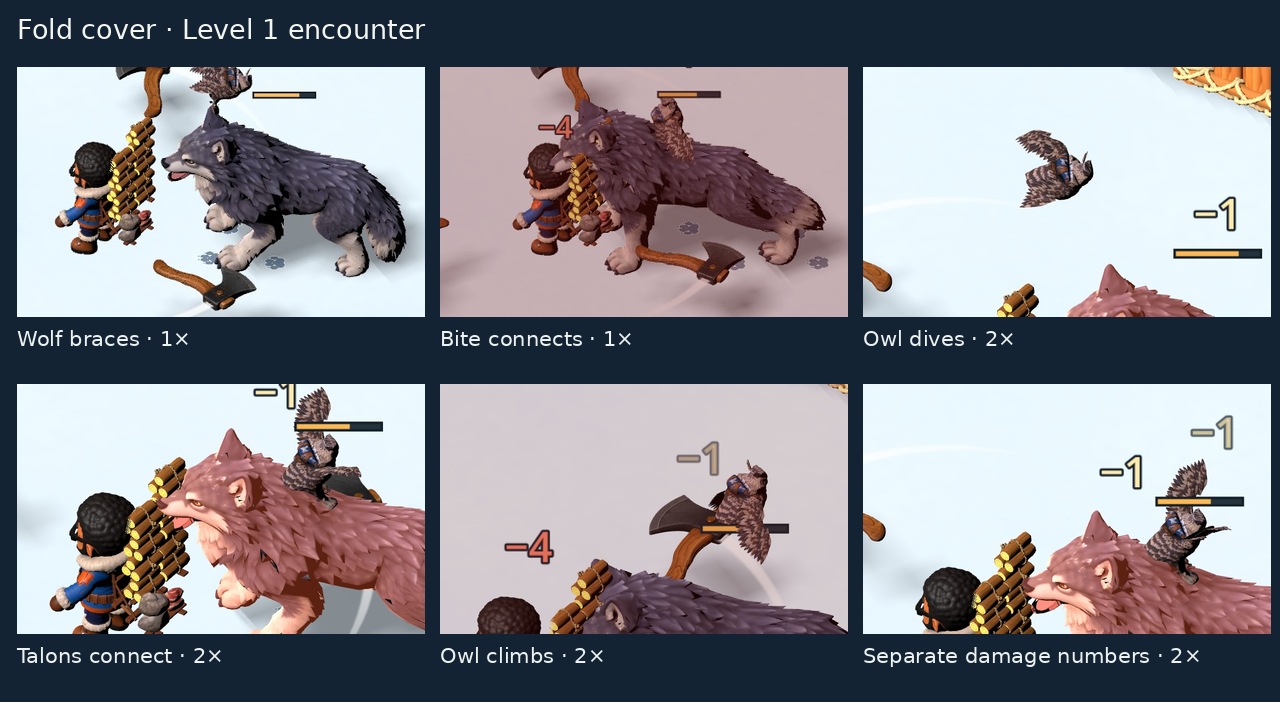 Fold cover · Level 1 encounter
−4
−1
Wolf braces · 1×
Bite connects · 1×
Owl dives · 2×
−1
−1
−4
−1
−1
Talons connect · 2×
Owl climbs · 2×
Separate damage numbers · 2×